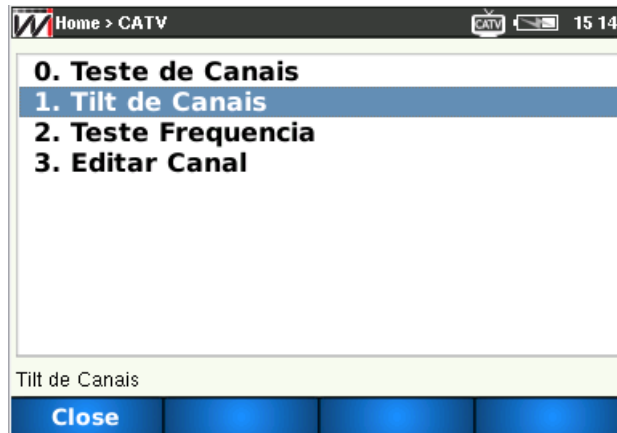 Home > CATV CATV 15 14
0. Teste de Canais
1. Tilt de Canais
2. Teste Frequencia
3. Editar Canal
Tilt de Canais
Close